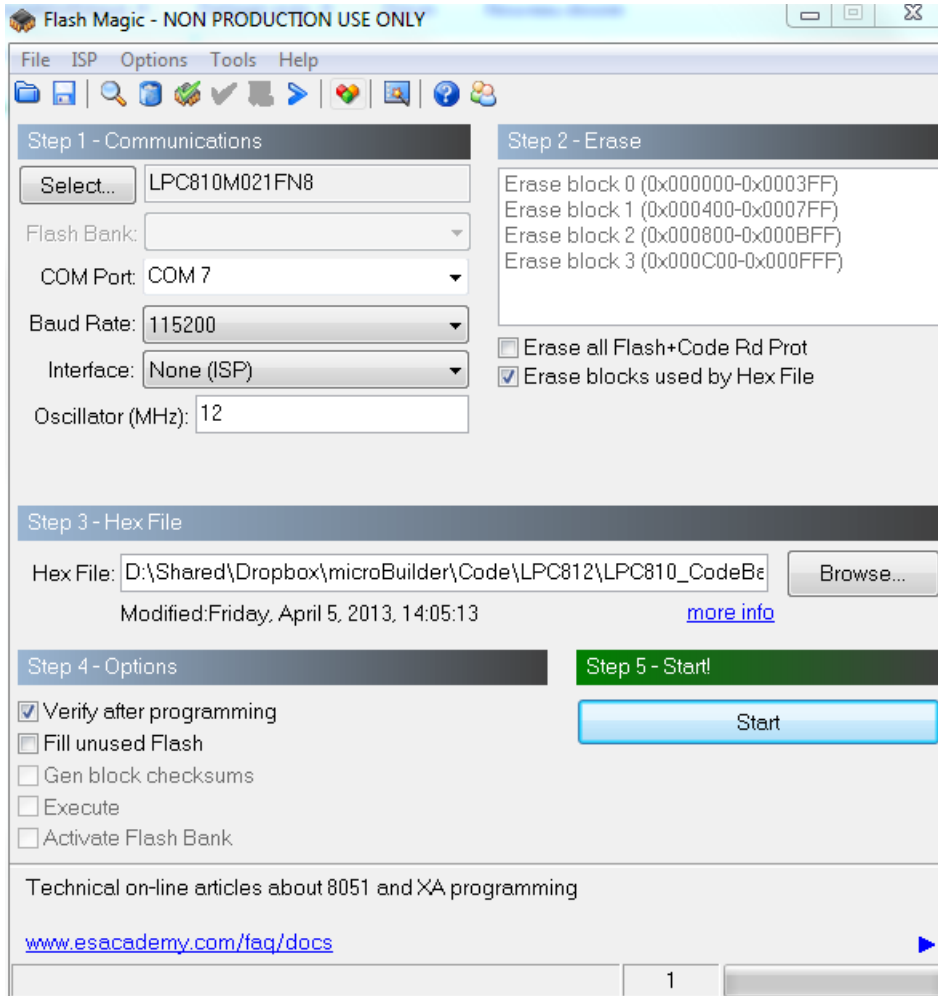 Flash Magic - NON PRODUCTION USE ONLY
File ISP Options Tools Help
Step 1 - Communications
Select... LPC810M021FN8
Flash Bank:
COM Port: COM 7
Baud Rate: 115200
Interface: None (ISP)
Oscillator (MHz): 12
Step 2 - Erase
Erase block 0 (0x000000-0x0003FF)
Erase block 1 (0x000400-0x0007FF)
Erase block 2 (0x000800-0x000BFF)
Erase block 3 (0x000C00-0x000FFF)
Erase all Flash+Code Rd Prot
Erase blocks used by Hex File
Step 3 - Hex File
Hex File: D:\Shared\Dropbox\microBuilder\Code\LPC812\LPC810_CodeBa Browse...
Modified:Friday, April 5, 2013, 14:05:13 more info
Step 4 - Options
Verify after programming
Fill unused Flash
Gen block checksums
Execute
Activate Flash Bank
Step 5 - Start!
Start
Technical on-line articles about 8051 and XA programming
www.esacademy.com/faq/docs
1